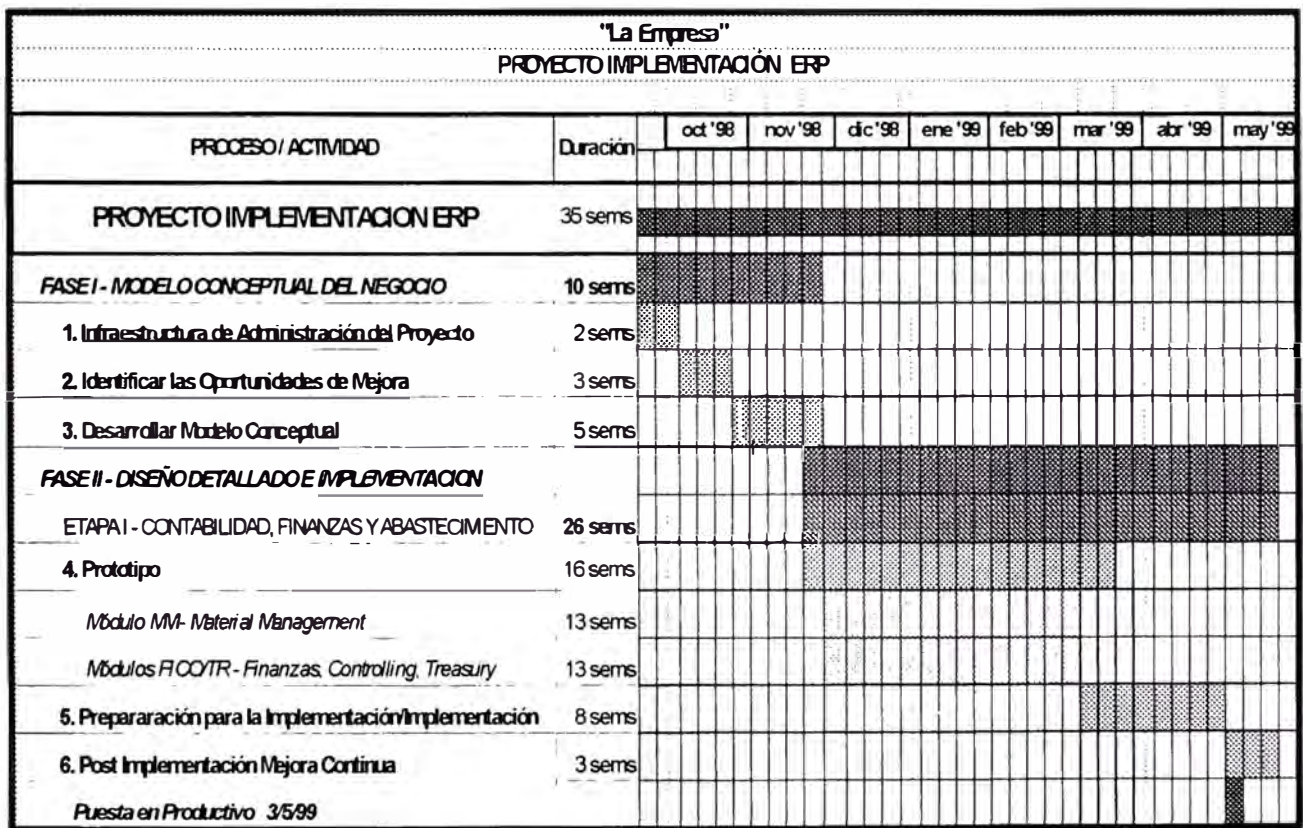 "La Empresa"
PROYECTO IMPLEMENTACIÓN ERP
PROCESO / ACTIVIDAD Duración oct '98 nov '98 dic '98 ene '99 feb '99 mar '99 abr '99 may '99
PROYECTO IMPLEMENTACION ERP 35 sems
FASE I - MODELO CONCEPTUAL DEL NEGOCIO 10 sems
1. Infraestructura de Administración del Proyecto 2 sems
2. Identificar las Oportunidades de Mejora 3 sems
3. Desarrollar Modelo Conceptual 5 sems
FASE II - DISEÑO DETALLADO E IMPLEMENTACION
ETAPA I - CONTABILIDAD, FINANZAS Y ABASTECIMIENTO 26 sems
4. Prototipo 16 sems
Módulo MM- Material Management 13 sems
Módulos FI CO/TR - Finanzas, Controlling, Treasury 13 sems
5. Prepararación para la Implementación/Implementación 8 sems
6. Post Implementación Mejora Continua 3 sems
Puesta en Productivo 3/5/99